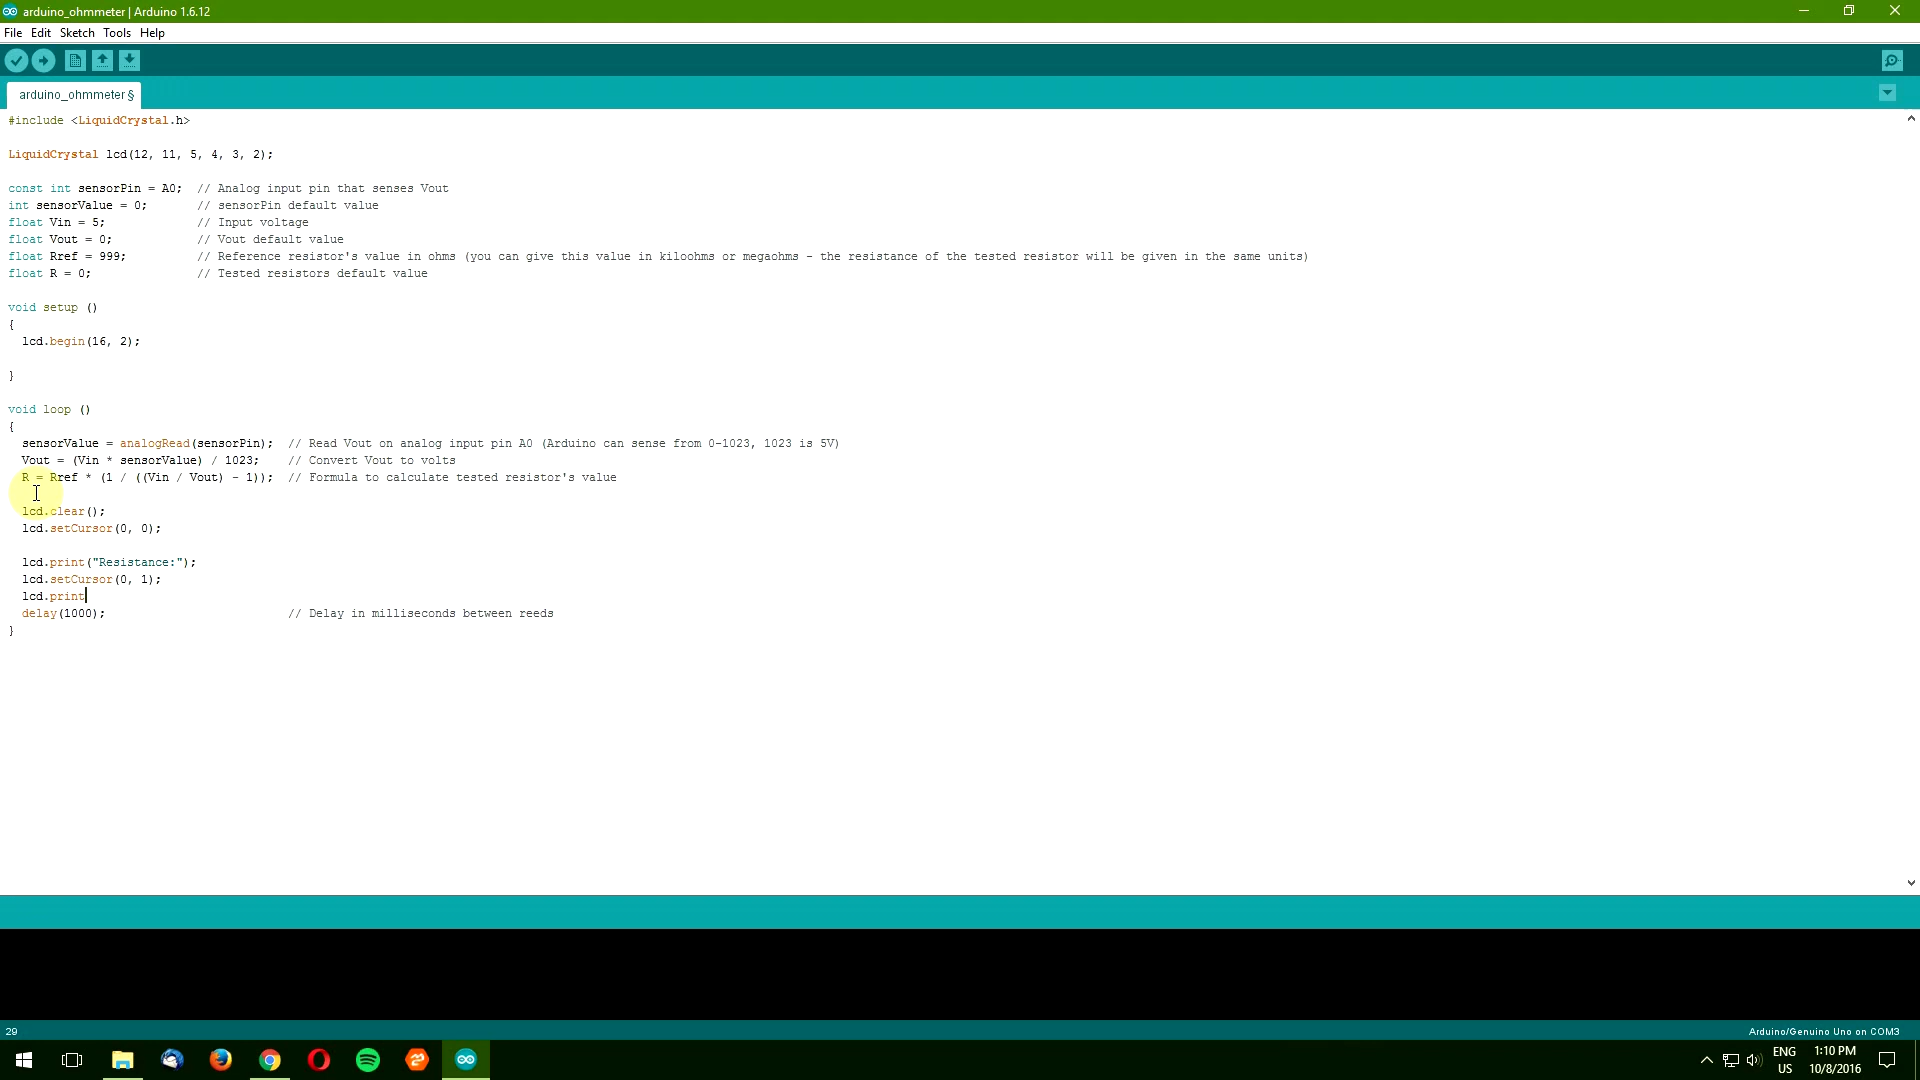 arduino_ohmmeter | Arduino 1.6.12
File Edit Sketch Tools Help
arduino_ohmmeter §
#include <LiquidCrystal.h>
LiquidCrystal lcd(12, 11, 5, 4, 3, 2);
const int sensorPin = A0;  // Analog input pin that senses Vout
int sensorValue = 0;       // sensorPin default value
float Vin = 5;             // Input voltage
float Vout = 0;            // Vout default value
float Rref = 999;          // Reference resistor's value in ohms (you can give this value in kiloohms or megaohms - the resistance of the tested resistor will be given in the same units)
float R = 0;               // Tested resistors default value
void setup ()
{
  lcd.begin(16, 2);
}
void loop ()
{
  sensorValue = analogRead(sensorPin);  // Read Vout on analog input pin A0 (Arduino can sense from 0-1023, 1023 is 5V)
  Vout = (Vin * sensorValue) / 1023;    // Convert Vout to volts
  R = Rref * (1 / ((Vin / Vout) - 1));  // Formula to calculate tested resistor's value
  lcd.clear();
  lcd.setCursor(0, 0);
  lcd.print("Resistance:");
  lcd.setCursor(0, 1);
  lcd.print
  delay(1000);                          // Delay in milliseconds between reeds
}
29
Arduino/Genuino Uno on COM3
ENG
US
1:10 PM
10/8/2016